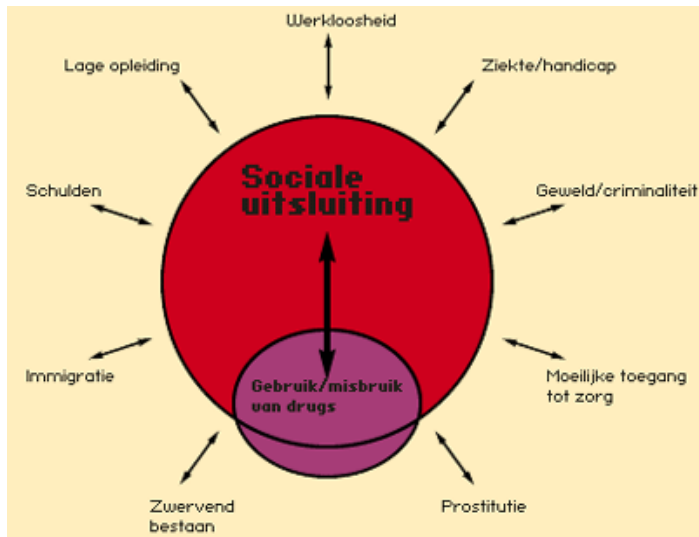 Werkloosheid
Lage opleiding
Ziekte/handicap
Sociale
uitsluiting
Schulden
Geweld/criminaliteit
Immigratie
Gebruik/misbruik
van drugs
Moeilijke toegang
tot zorg
Zwervend
bestaan
Prostitutie